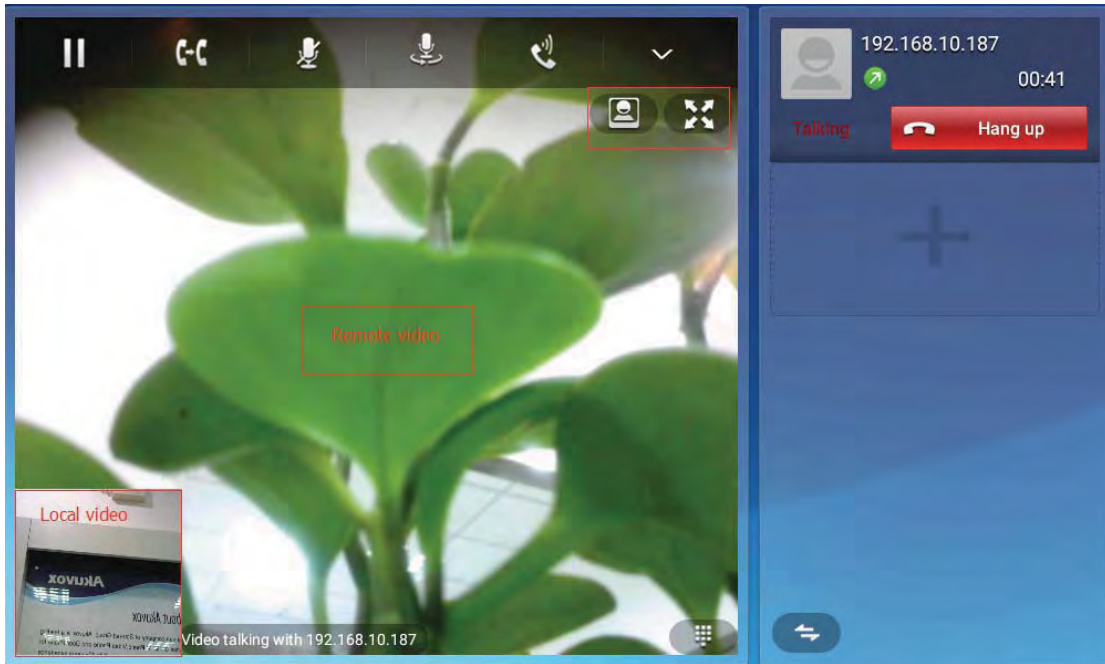 192.168.10.187
00:41
Talking
Hang up
Remote video
Local video
Akuvox
Video talking with 192.168.10.187